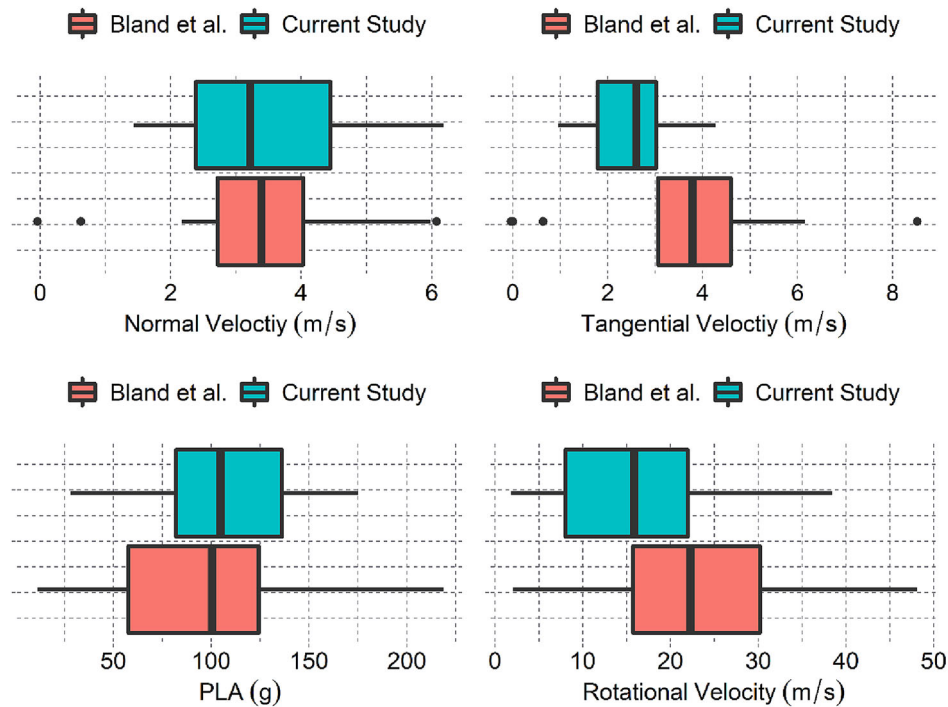 Bland et al. Current Study
0 2 4 6
Normal Veloctiy (m/s)
Bland et al. Current Study
0 2 4 6 8
Tangential Veloctiy (m/s)
Bland et al. Current Study
50 100 150 200
PLA (g)
Bland et al. Current Study
0 10 20 30 40 50
Rotational Velocity (m/s)